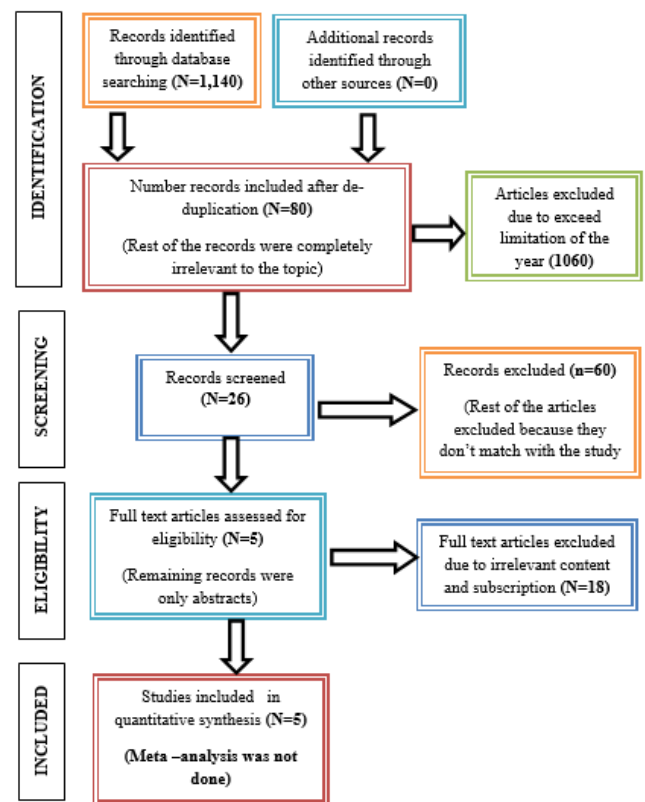 IDENTIFICATION
Records identified
through database
searching (N=1,140)
Additional records
identified through
other sources (N=0)
Number records included after de-
duplication (N=80)
(Rest of the records were completely
irrelevant to the topic)
Articles excluded
due to exceed
limitation of the
year (1060)
SCREENING
Records screened
(N=26)
Records excluded (n=60)
(Rest of the articles
excluded because they
don’t match with the study
ELIGIBILITY
Full text articles assessed for
eligibility (N=5)
(Remaining records were
only abstracts)
Full text articles excluded
due to irrelevant content
and subscription (N=18)
INCLUDED
Studies included in
quantitative synthesis (N=5)
(Meta –analysis was not
done)